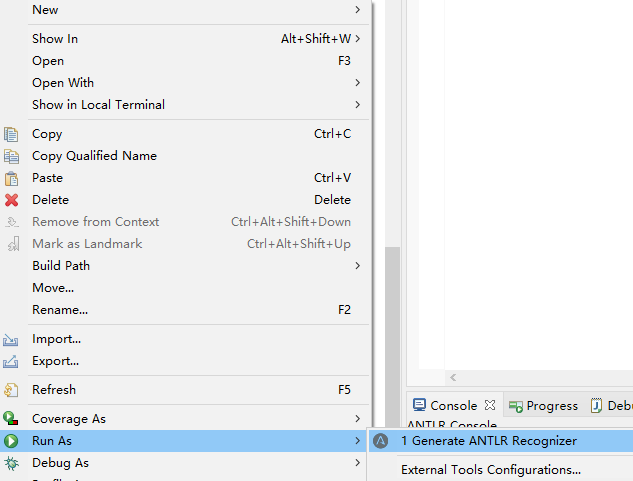 New
Show In Alt+Shift+W
Open F3
Open With
Show in Local Terminal
Copy Ctrl+C
Copy Qualified Name
Paste Ctrl+V
Delete Delete
Remove from Context Ctrl+Alt+Shift+Down
Mark as Landmark Ctrl+Alt+Shift+Up
Build Path
Move...
Rename... F2
Import...
Export...
Refresh F5
Coverage As
Run As
Debug As
Console Progress Debu
ANTLR Console
1 Generate ANTLR Recognizer
External Tools Configurations...